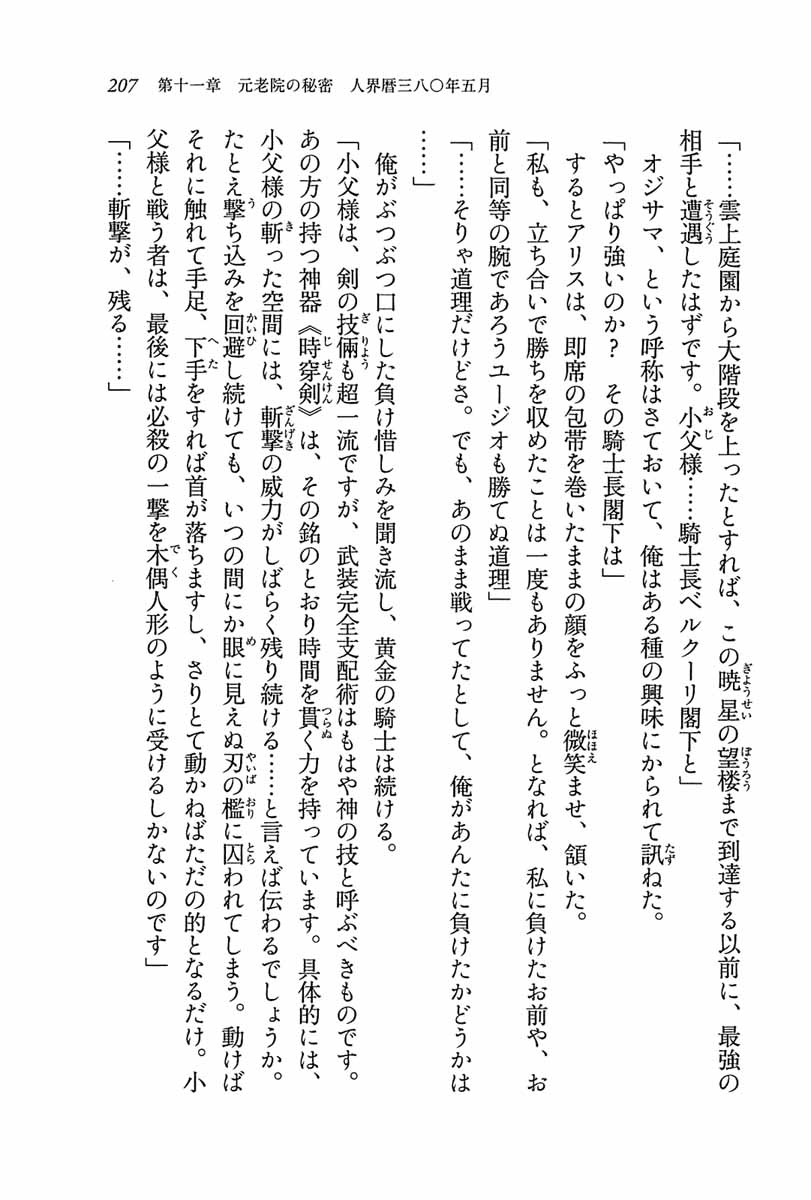 207　第十一章　元老院の秘密　人界暦三八〇年五月
「……雲上庭園から大階段を上ったとすれば、この暁星の望楼まで到達する以前に、最強の
相手と遭遇したはずです。小父様……騎士長ベルクーリ閣下と」
　オジサマ、という呼称はさておいて、俺はある種の興味にかられて訊ねた。
「やっぱり強いのか？　その騎士長閣下は」
　するとアリスは、即席の包帯を巻いたままの顔をふっと微笑ませ、頷いた。
「私も、立ち合いで勝ちを収めたことは一度もありません。となれば、私に負けたお前や、お
前と同等の腕であろうユージオも勝てぬ道理」
「……そりゃ道理だけどさ。でも、あのまま戦ってたとして、俺があんたに負けたかどうかは
……」
　俺がぶつぶつ口にした負け惜しみを聞き流し、黄金の騎士は続ける。
「小父様は、剣の技倆も超一流ですが、武装完全支配術はもはや神の技と呼ぶべきものです。
あの方の持つ神器《時穿剣》は、その銘のとおり時間を貫く力を持っています。具体的には、
小父様の斬った空間には、斬撃の威力がしばらく残り続ける……と言えば伝わるでしょうか。
たとえ撃ち込みを回避し続けても、いつの間にか眼に見えぬ刃の檻に囚われてしまう。動けば
それに触れて手足、下手をすれば首が落ちますし、さりとて動かねばただの的となるだけ。小
父様と戦う者は、最後には必殺の一撃を木偶人形のように受けるしかないのです」
「……斬撃が、残る……」